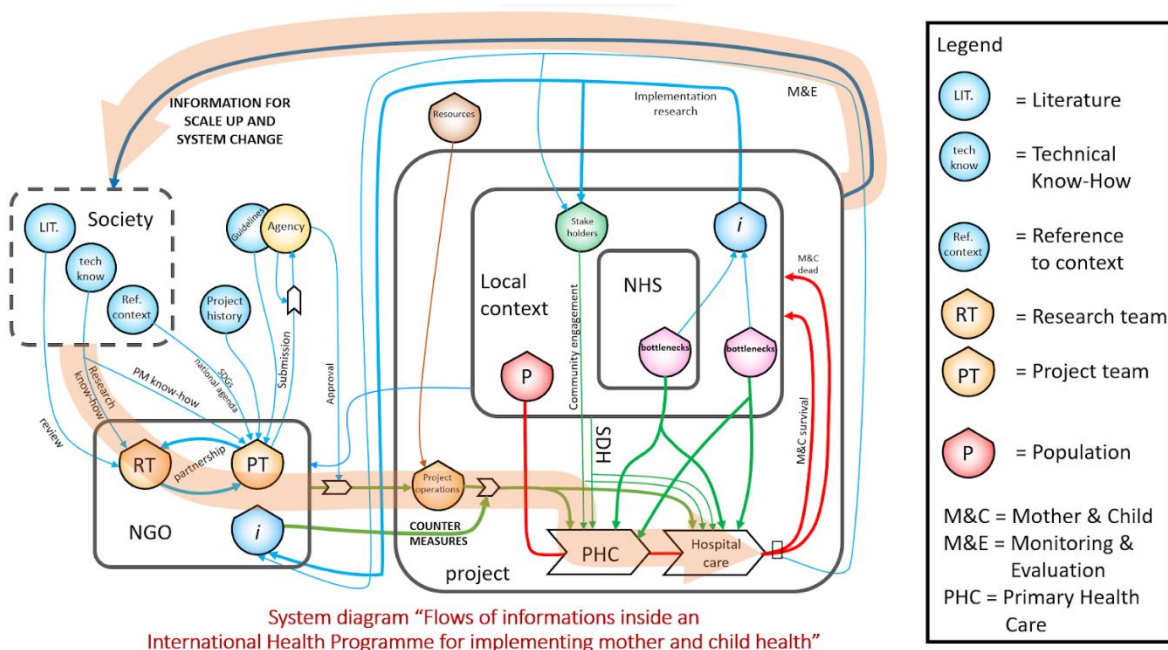 INFORMATION FOR
SCALE UP AND
SYSTEM CHANGE
Resources
Implementation
research
M&E
Society
LIT.
tech
know
Ref.
context
Guidelines
Agency
Project
history
Stake
holders
i
M&C
dead
Local
context
NHS
bottlenecks
bottlenecks
P
Community engagement
SDH
M&C survival
Research
know-how
PM know-how
SDGs
national agenda
Submission
Approval
review
RT
partnership
PT
NGO
i
Project
operations
COUNTER
MEASURES
project
PHC
Hospital
care
System diagram “Flows of informations inside an
International Health Programme for implementing mother and child health”
Legend
LIT.
= Literature
tech
know
= Technical
Know-How
Ref.
context
= Reference
to context
RT
= Research team
PT
= Project team
P
= Population
M&C = Mother & Child
M&E = Monitoring &
Evaluation
PHC = Primary Health
Care